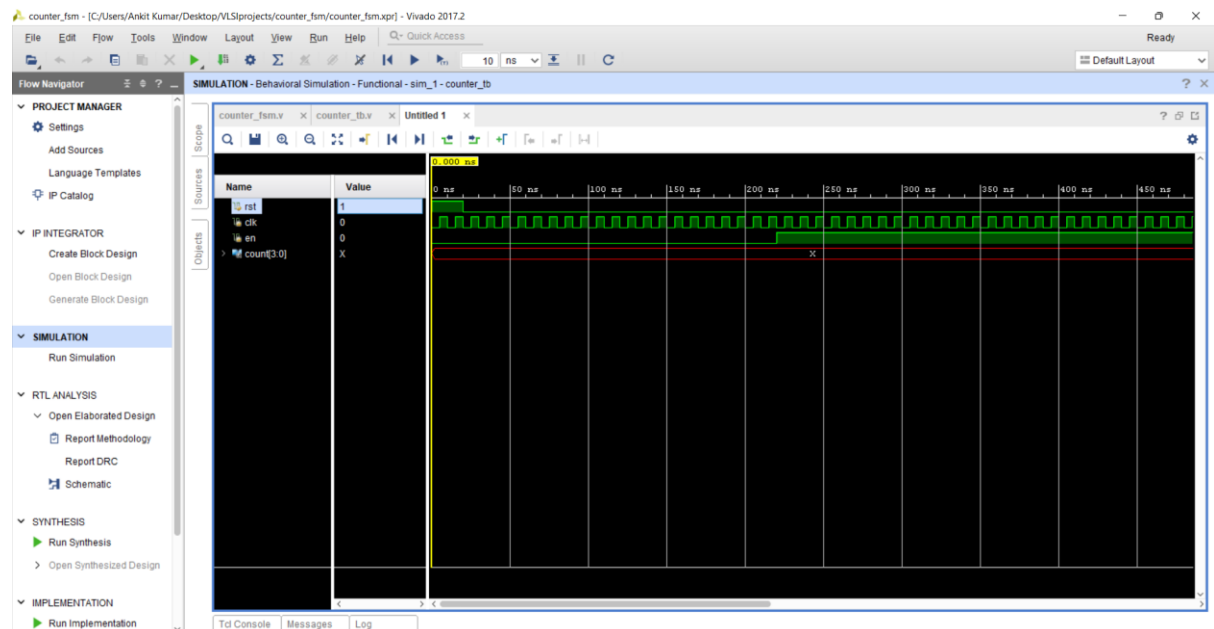 counter_fsm - [C:/Users/Ankit Kumar/Desktop/VLSIprojects/counter_fsm/counter_fsm.xpr] - Vivado 2017.2
File Edit Flow Tools Window Layout View Run Help Quick Access
Ready
10 ns
Default Layout
Flow Navigator
SIMULATION - Behavioral Simulation - Functional - sim_1 - counter_tb
PROJECT MANAGER
Settings
Add Sources
Language Templates
IP Catalog
IP INTEGRATOR
Create Block Design
Open Block Design
Generate Block Design
SIMULATION
Run Simulation
RTL ANALYSIS
Open Elaborated Design
Report Methodology
Report DRC
Schematic
SYNTHESIS
Run Synthesis
Open Synthesized Design
IMPLEMENTATION
Run Implementation
Scope
Sources
Objects
counter_fsm.v counter_tb.v Untitled 1
0.000 ns
Name Value
0 ns 50 ns 100 ns 150 ns 200 ns 250 ns 300 ns 350 ns 400 ns 450 ns
rst 1
clk 0
en 0
count[3:0] X X
Tcl Console Messages Log